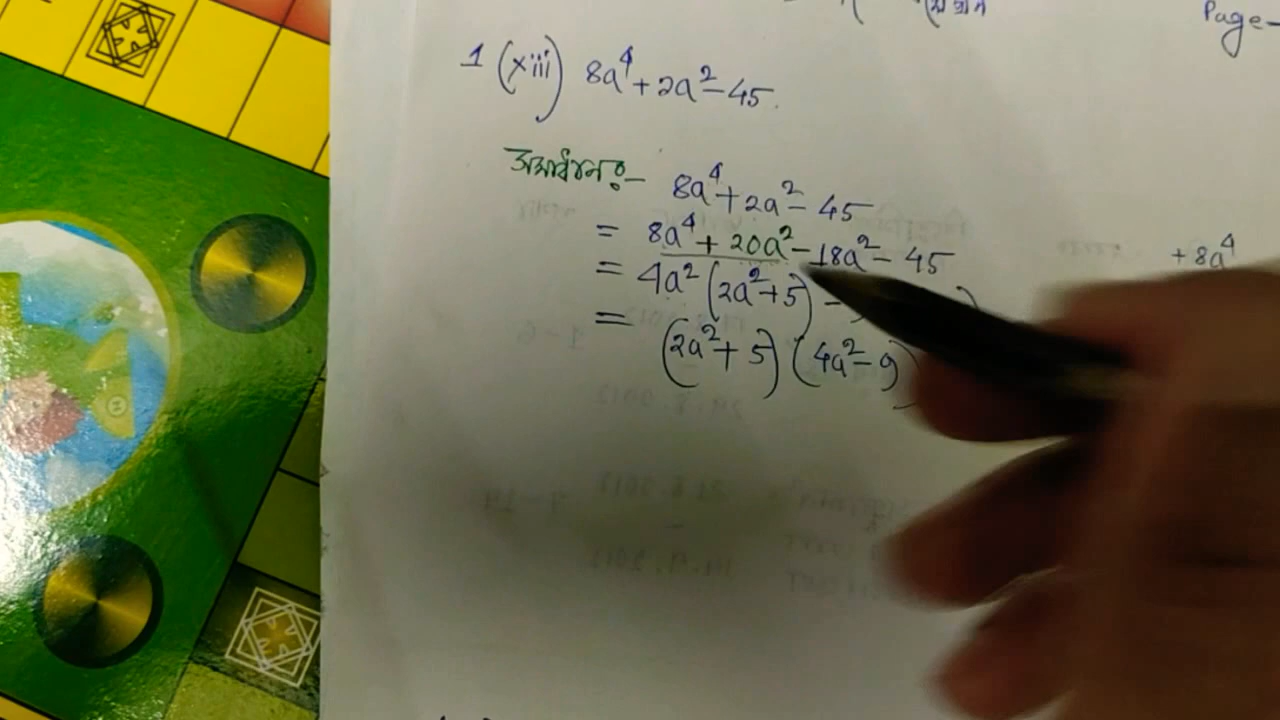 Page-
1 (xiii) 8a⁴+2a²-45.
সমাধান:- 8a⁴+2a²-45
= 8a⁴+20a²-18a²-45
+8a⁴
= 4a²(2a²+5)-
= (2a²+5)(4a²-9)